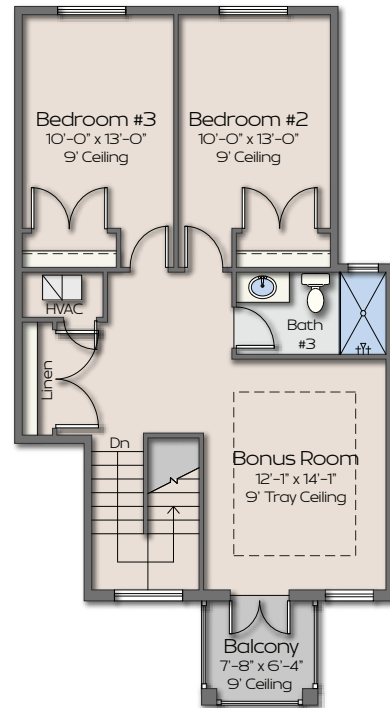 Bedroom #3
10'-0" x 13'-0"
9' Ceiling
Bedroom #2
10'-0" x 13'-0"
9' Ceiling
HVAC
Bath
#3
Linen
Dn
Bonus Room
12'-1" x 14'-1"
9' Tray Ceiling
Balcony
7'-8" x 6'-4"
9' Ceiling